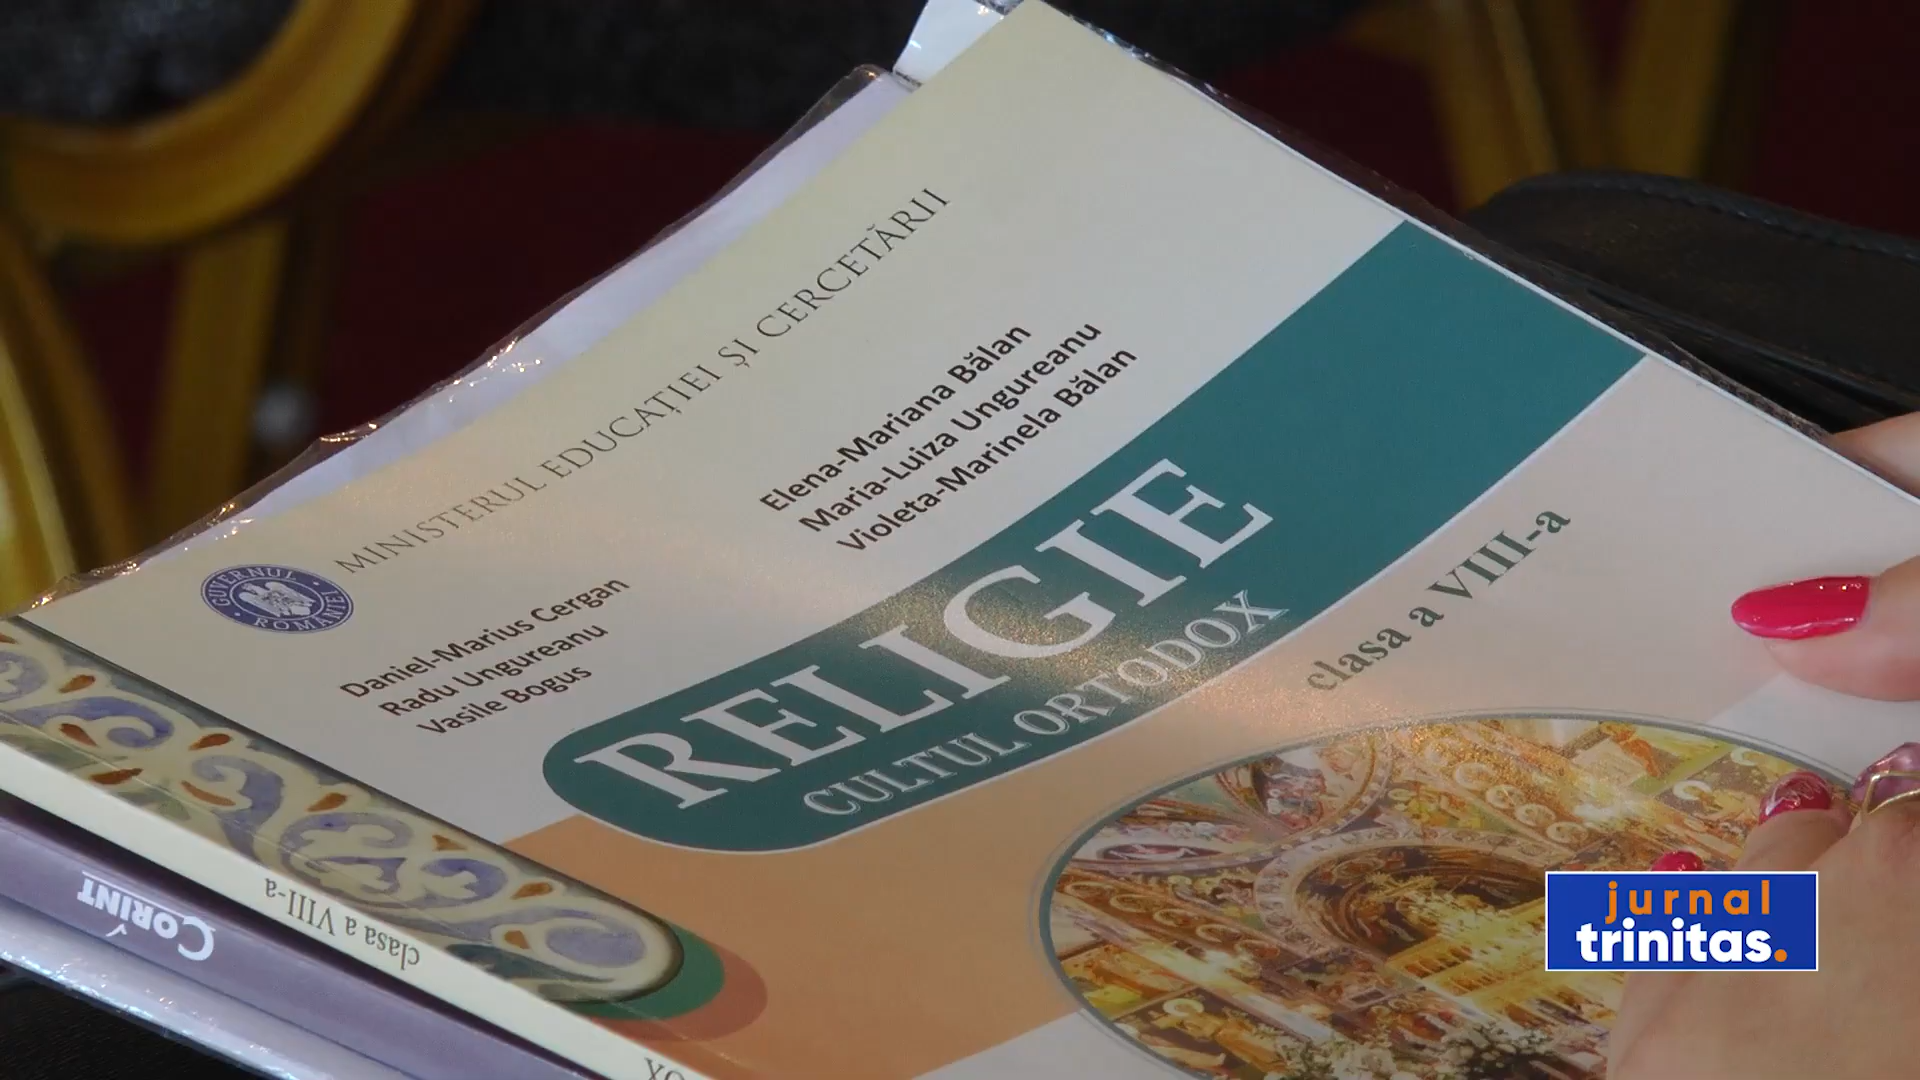 MINISTERUL EDUCAȚIEI ȘI CERCETĂRII
GUVERNUL ROMÂNIEI
Daniel-Marius Cergan
Radu Ungureanu
Vasile Bogus
Elena-Mariana Bălan
Maria-Luiza Ungureanu
Violeta-Marinela Bălan
RELIGIE
CULTUL ORTODOX
clasa a VIII-a
clasa a VIII-a
OX
CORINT
jurnal
trinitas.